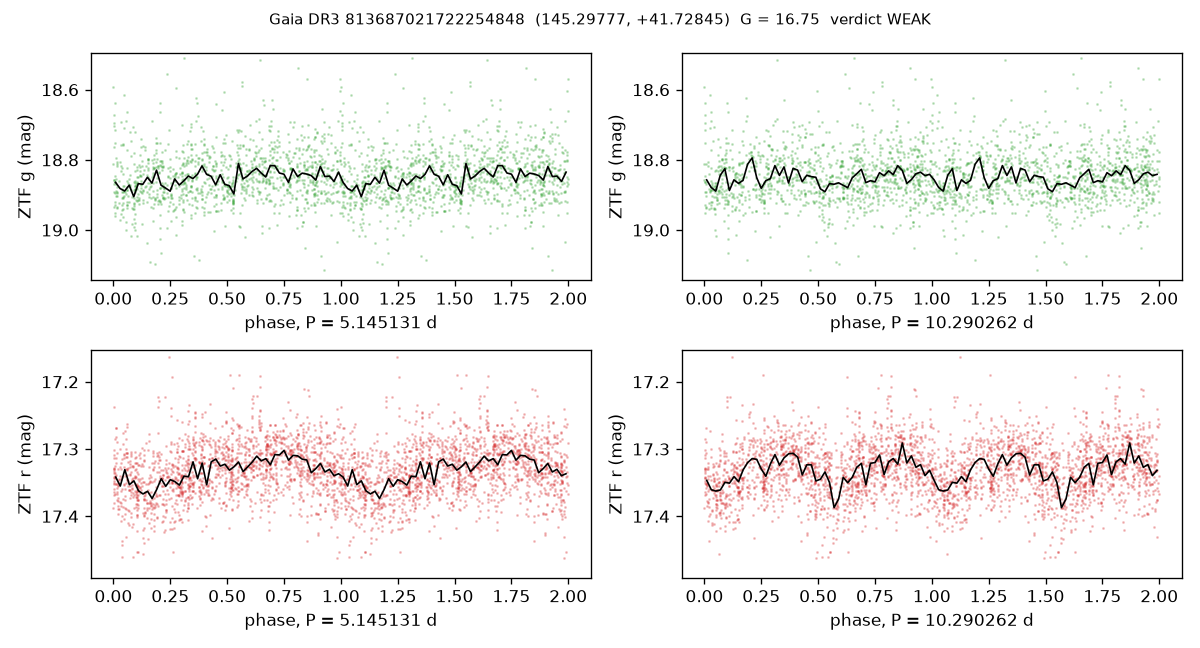 Gaia DR3 813687021722254848 (145.29777, +41.72845) G = 16.75 verdict WEAK
ZTF g (mag)
18.6
18.8
19.0
0.00 0.25 0.50 0.75 1.00 1.25 1.50 1.75 2.00
phase, P = 5.145131 d
ZTF g (mag)
18.6
18.8
19.0
0.00 0.25 0.50 0.75 1.00 1.25 1.50 1.75 2.00
phase, P = 10.290262 d
ZTF r (mag)
17.2
17.3
17.4
0.00 0.25 0.50 0.75 1.00 1.25 1.50 1.75 2.00
phase, P = 5.145131 d
ZTF r (mag)
17.2
17.3
17.4
0.00 0.25 0.50 0.75 1.00 1.25 1.50 1.75 2.00
phase, P = 10.290262 d